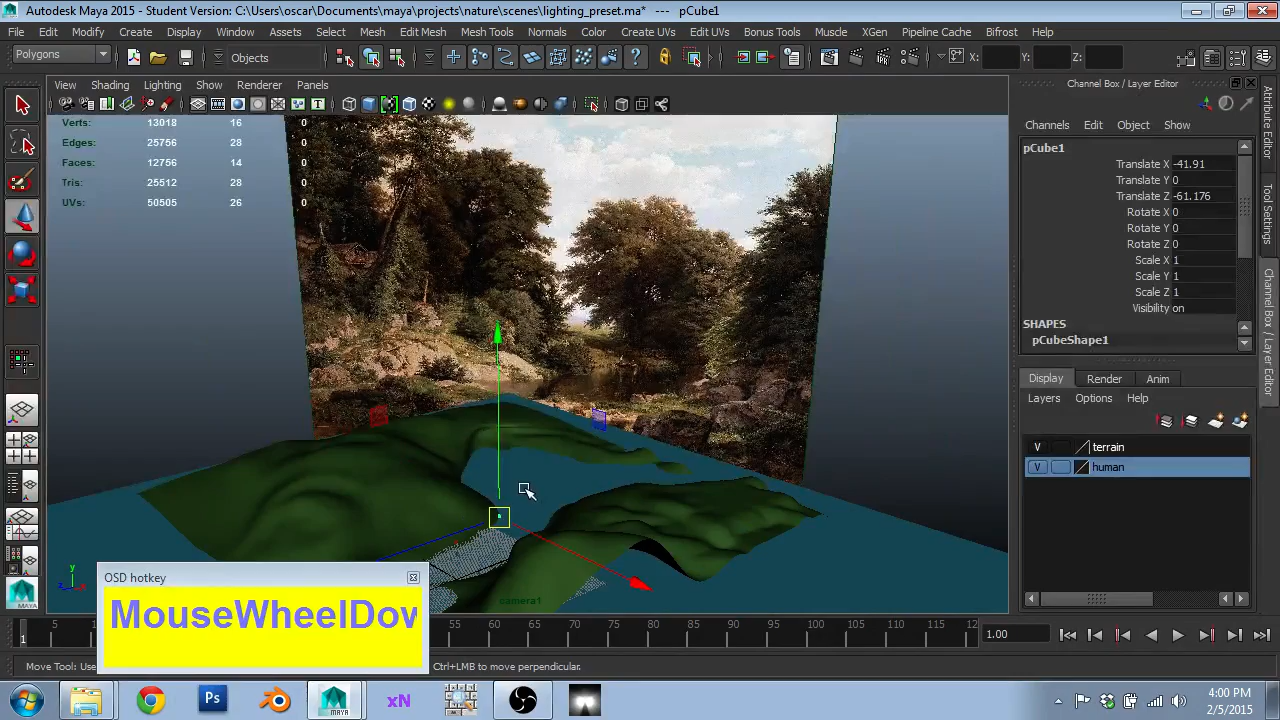 Autodesk Maya 2015 - Student Version: C:\Users\oscar\Documents\maya\projects\nature\scenes\lighting_preset.ma* --- pCube1
File Edit Modify Create Display Window Assets Select Mesh Edit Mesh Mesh Tools Normals Color Create UVs Edit UVs Bonus Tools Muscle XGen Pipeline Cache Bifrost Help
Polygons Objects X: Y: Z:
View Shading Lighting Show Renderer Panels
Verts: 13018 16 0
Edges: 25756 28 0
Faces: 12756 14 0
Tris: 25512 28 0
UVs: 50505 26 0
camera1
y
z
Channel Box / Layer Editor
Channels Edit Object Show
pCube1
Translate X -41.91
Translate Y 0
Translate Z -61.176
Rotate X 0
Rotate Y 0
Rotate Z 0
Scale X 1
Scale Y 1
Scale Z 1
Visibility on
SHAPES
pCubeShape1
Display Render Anim
Layers Options Help
V terrain
V human
Attribute Editor
Tool Settings
Channel Box / Layer Editor
OSD hotkey
MouseWheelDow
1 5 55 60 65 70 75 80 85 90 95 100 105 110 115 12
1
1.00
Move Tool: Use Ctrl+LMB to move perpendicular.
MAYA
Ps
MAYA
xN
4:00 PM
2/5/2015